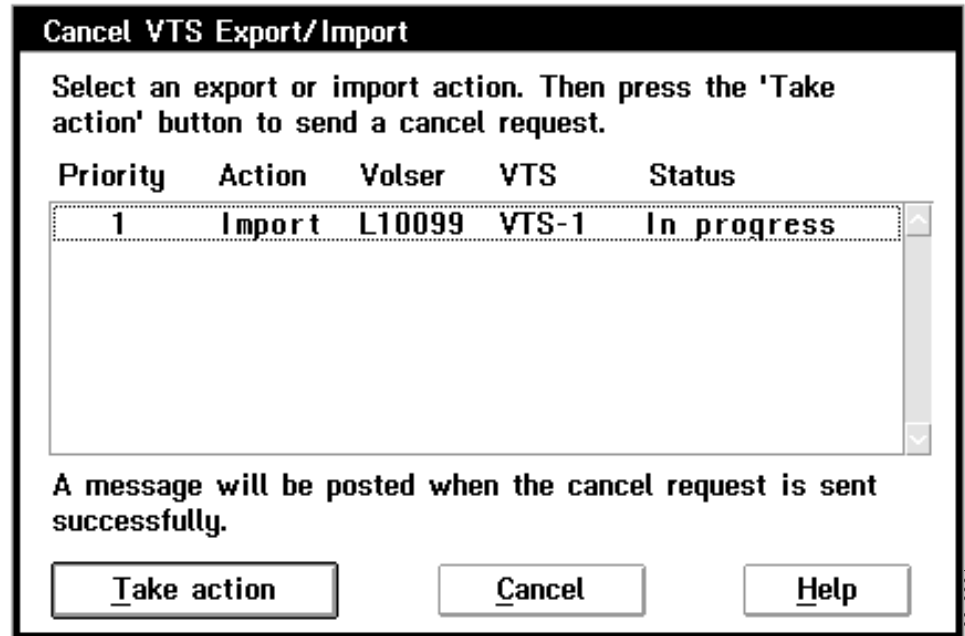 Cancel VTS Export/Import
Select an export or import action. Then press the 'Take
action' button to send a cancel request.
Priority Action Volser VTS Status
1 Import L10099 VTS-1 In progress
A message will be posted when the cancel request is sent
successfully.
Take action Cancel Help